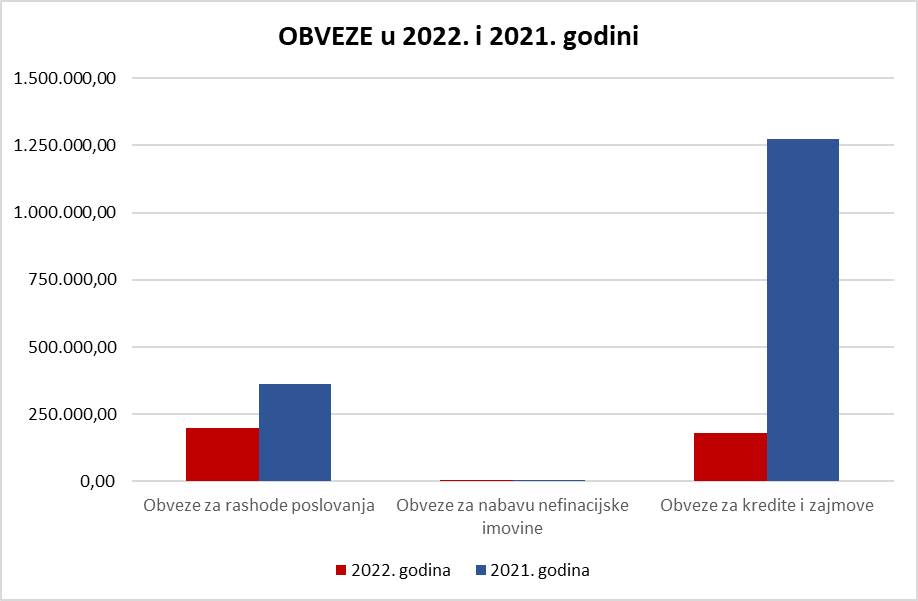 OBVEZE u 2022. i 2021. godini
1.500.000,00
1.250.000,00
1.000.000,00
750.000,00
500.000,00
250.000,00
0,00
Obveze za rashode poslovanja
Obveze za nabavu nefinacijske
imovine
Obveze za kredite i zajmove
2022. godina
2021. godina